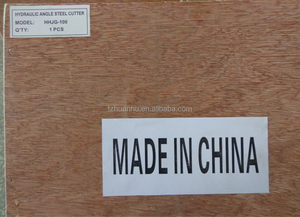 HYDRAULIC ANGLE STEEL CUTTER
MODEL: HHJG-100
Q'TY: 1 PCS
MADE IN CHINA